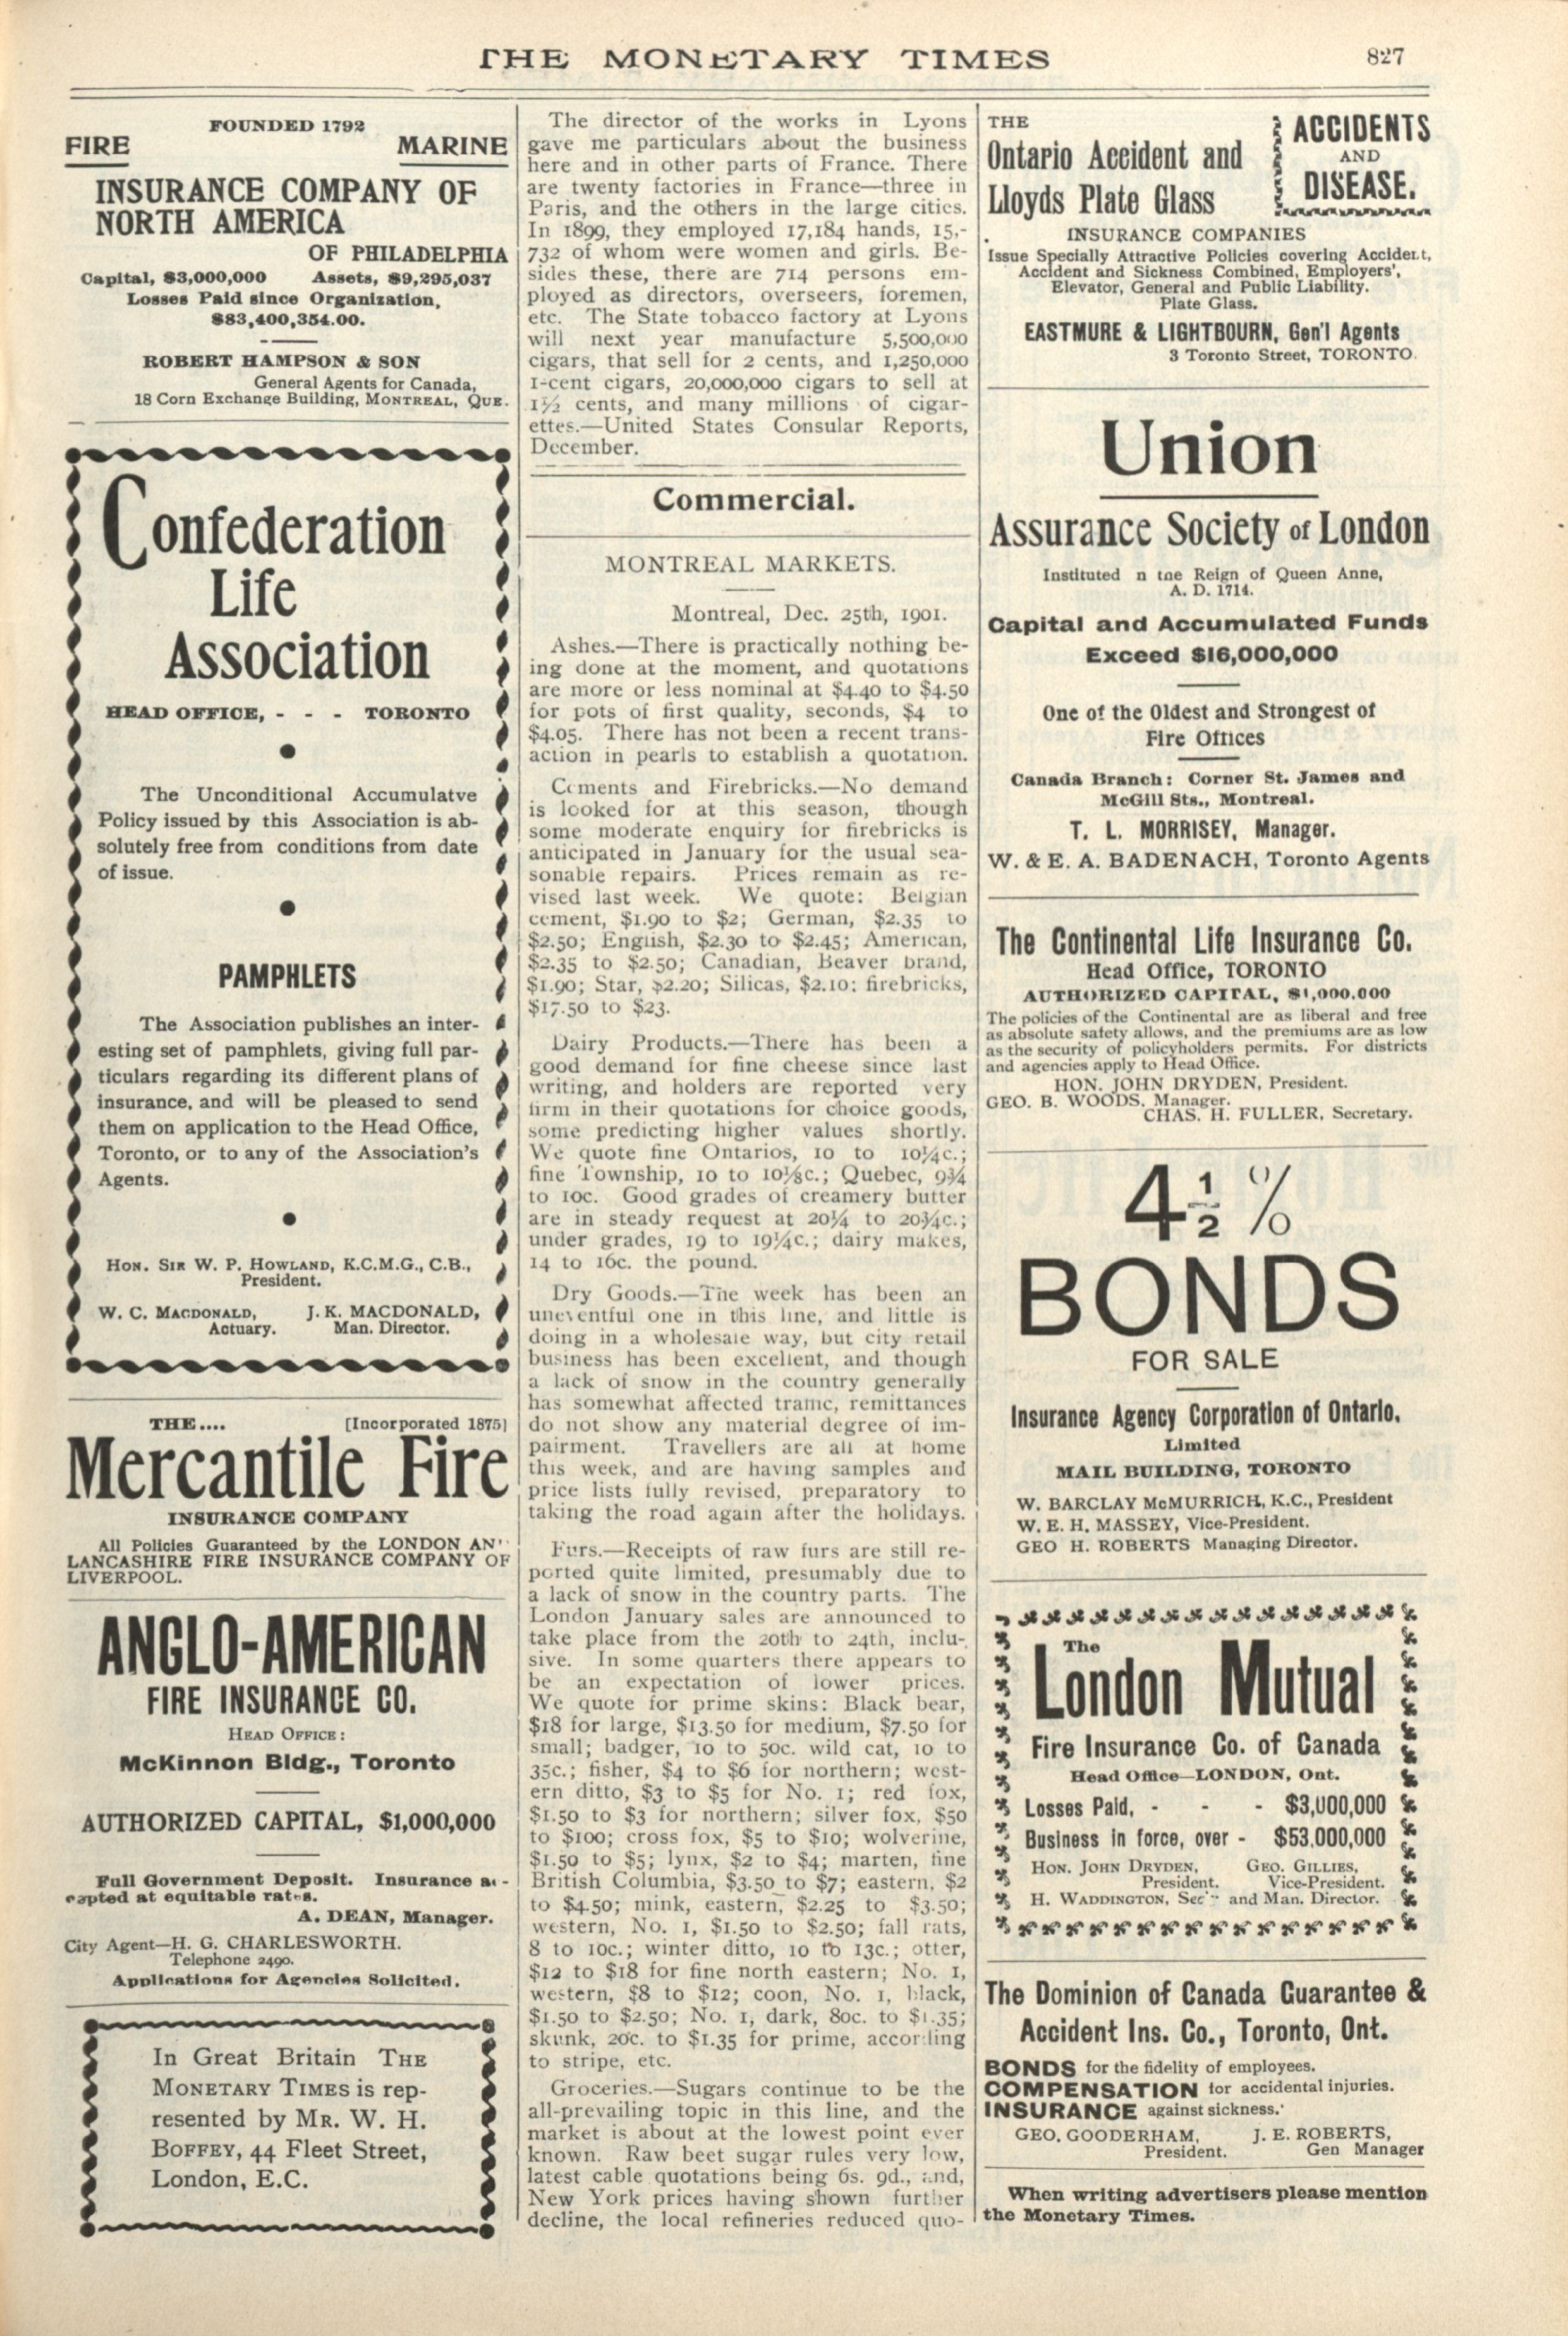 THE MONETARY TIMES
827
FOUNDED 1792
FIRE MARINE
INSURANCE COMPANY OF
NORTH AMERICA
OF PHILADELPHIA
Capital, $3,000,000 Assets, $9,295,037
Losses Paid since Organization,
$83,400,354.00.
ROBERT HAMPSON & SON
General Agents for Canada,
18 Corn Exchange Building, MONTREAL, QUE.
Confederation
Life
Association
HEAD OFFICE, - - - TORONTO
The Unconditional Accumulatve
Policy issued by this Association is ab-
solutely free from conditions from date
of issue.
PAMPHLETS
The Association publishes an inter-
esting set of pamphlets, giving full par-
ticulars regarding its different plans of
insurance, and will be pleased to send
them on application to the Head Office,
Toronto, or to any of the Association's
Agents.
HON. SIR W. P. HOWLAND, K.C.M.G., C.B.,
President.
W. C. MACDONALD, J. K. MACDONALD,
Actuary. Man. Director.
THE.... [Incorporated 1875]
Mercantile Fire
INSURANCE COMPANY
All Policies Guaranteed by the LONDON AN
LANCASHIRE FIRE INSURANCE COMPANY OF
LIVERPOOL.
ANGLO-AMERICAN
FIRE INSURANCE CO.
HEAD OFFICE:
McKinnon Bldg., Toronto
AUTHORIZED CAPITAL, $1,000,000
Full Government Deposit. Insurance ac-
cepted at equitable rates.
A. DEAN, Manager.
City Agent—H. G. CHARLESWORTH.
Telephone 2490.
Applications for Agencies Solicited.
In Great Britain THE
MONETARY TIMES is rep-
resented by MR. W. H.
BOFFEY, 44 Fleet Street,
London, E.C.
The director of the works in Lyons
gave me particulars about the business
here and in other parts of France. There
are twenty factories in France—three in
Paris, and the others in the large cities.
In 1899, they employed 17,184 hands, 15,-
732 of whom were women and girls. Be-
sides these, there are 714 persons em-
ployed as directors, overseers, foremen,
etc. The State tobacco factory at Lyons
will next year manufacture 5,500,000
cigars, that sell for 2 cents, and 1,250,000
1-cent cigars, 20,000,000 cigars to sell at
1½ cents, and many millions of cigar-
ettes.—United States Consular Reports,
December.
Commercial.
MONTREAL MARKETS.
Montreal, Dec. 25th, 1901.
Ashes.—There is practically nothing be-
ing done at the moment, and quotations
are more or less nominal at $4.40 to $4.50
for pots of first quality, seconds, $4 to
$4.05. There has not been a recent trans-
action in pearls to establish a quotation.
Cements and Firebricks.—No demand
is looked for at this season, though
some moderate enquiry for firebricks is
anticipated in January for the usual sea-
sonable repairs. Prices remain as re-
vised last week. We quote: Belgian
cement, $1.90 to $2; German, $2.35 to
$2.50; English, $2.30 to $2.45; American,
$2.35 to $2.50; Canadian, Beaver brand,
$1.90; Star, $2.20; Silicas, $2.10; firebricks,
$17.50 to $23.
Dairy Products.—There has been a
good demand for fine cheese since last
writing, and holders are reported very
firm in their quotations for choice goods,
some predicting higher values shortly.
We quote fine Ontarios, 10 to 10¼c.;
fine Township, 10 to 10⅛c.; Quebec, 9¾
to 10c. Good grades of creamery butter
are in steady request at 20¼ to 20¾c.;
under grades, 19 to 19¼c.; dairy makes,
14 to 16c. the pound.
Dry Goods.—The week has been an
uneventful one in this line, and little is
doing in a wholesale way, but city retail
business has been excellent, and though
a lack of snow in the country generally
has somewhat affected traffic, remittances
do not show any material degree of im-
pairment. Travellers are all at home
this week, and are having samples and
price lists fully revised, preparatory to
taking the road again after the holidays.
Furs.—Receipts of raw furs are still re-
ported quite limited, presumably due to
a lack of snow in the country parts. The
London January sales are announced to
take place from the 20th to 24th, inclu-
sive. In some quarters there appears to
be an expectation of lower prices.
We quote for prime skins: Black bear,
$18 for large, $13.50 for medium, $7.50 for
small; badger, 10 to 50c. wild cat, 10 to
35c.; fisher, $4 to $6 for northern; west-
ern ditto, $3 to $5 for No. 1; red fox,
$1.50 to $3 for northern; silver fox, $50
to $100; cross fox, $5 to $10; wolverine,
$1.50 to $5; lynx, $2 to $4; marten, fine
British Columbia, $3.50 to $7; eastern, $2
to $4.50; mink, eastern, $2.25 to $3.50;
western, No. 1, $1.50 to $2.50; fall rats,
8 to 10c.; winter ditto, 10 to 13c.; otter,
$12 to $18 for fine north eastern; No. 1,
western, $8 to $12; coon, No. 1, black,
$1.50 to $2.50; No. 1, dark, 80c. to $1.35;
skunk, 20c. to $1.35 for prime, according
to stripe, etc.
Groceries.—Sugars continue to be the
all-prevailing topic in this line, and the
market is about at the lowest point ever
known. Raw beet sugar rules very low,
latest cable quotations being 6s. 9d., and,
New York prices having shown further
decline, the local refineries reduced quo-
THE
Ontario Accident and
Lloyds Plate Glass
ACCIDENTS
AND
DISEASE.
INSURANCE COMPANIES
Issue Specially Attractive Policies covering Accident,
Accident and Sickness Combined, Employers',
Elevator, General and Public Liability.
Plate Glass.
EASTMURE & LIGHTBOURN, Gen'l Agents
3 Toronto Street, TORONTO.
Union
Assurance Society of London
Instituted n the Reign of Queen Anne,
A. D. 1714.
Capital and Accumulated Funds
Exceed $16,000,000
One of the Oldest and Strongest of
Fire Offices
Canada Branch: Corner St. James and
McGill Sts., Montreal.
T. L. MORRISEY, Manager.
W. & E. A. BADENACH, Toronto Agents
The Continental Life Insurance Co.
Head Office, TORONTO
AUTHORIZED CAPITAL, $1,000,000
The policies of the Continental are as liberal and free
as absolute safety allows, and the premiums are as low
as the security of policyholders permits. For districts
and agencies apply to Head Office.
HON. JOHN DRYDEN, President.
GEO. B. WOODS, Manager.
CHAS. H. FULLER, Secretary.
4½ %
BONDS
FOR SALE
Insurance Agency Corporation of Ontario,
Limited
MAIL BUILDING, TORONTO
W. BARCLAY McMURRICH, K.C., President
W. E. H. MASSEY, Vice-President.
GEO H. ROBERTS Managing Director.
The
London Mutual
Fire Insurance Co. of Canada
Head Office—LONDON, Ont.
Losses Paid, - - - $3,000,000
Business in force, over - $53,000,000
HON. JOHN DRYDEN, GEO. GILLIES,
President. Vice-President.
H. WADDINGTON, Sec'y and Man. Director.
The Dominion of Canada Guarantee &
Accident Ins. Co., Toronto, Ont.
BONDS for the fidelity of employees.
COMPENSATION for accidental injuries.
INSURANCE against sickness.
GEO. GOODERHAM, J. E. ROBERTS,
President. Gen Manager
When writing advertisers please mention
the Monetary Times.